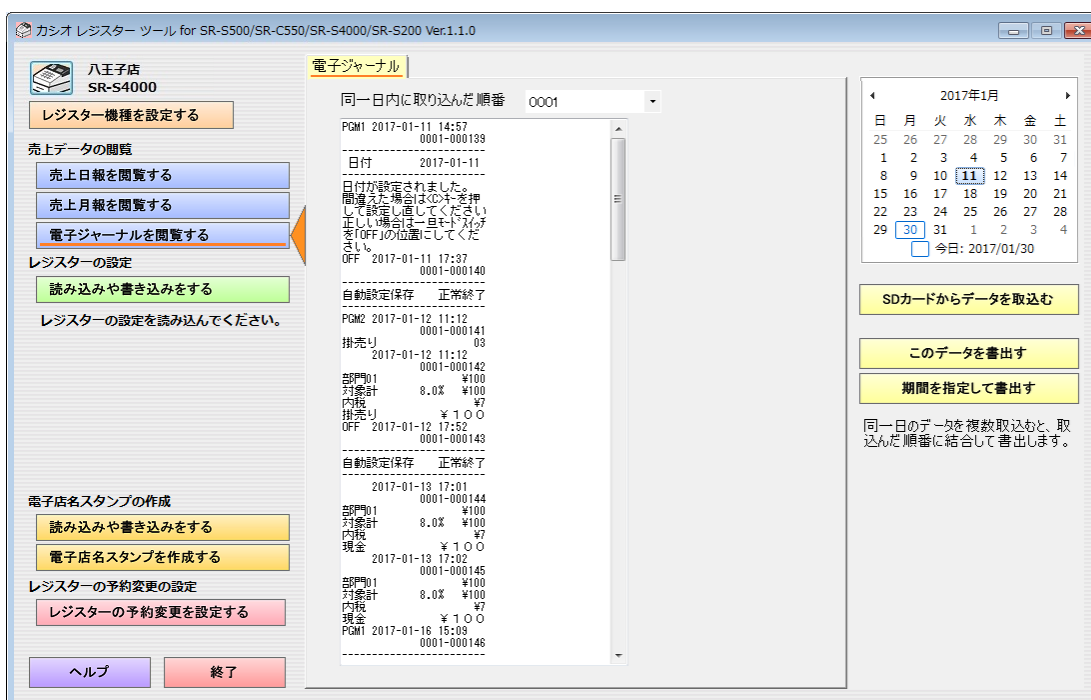 カシオ レジスター ツール for SR-S500/SR-C550/SR-S4000/SR-S200 Ver.1.1.0
八王子店
SR-S4000
レジスター機種を設定する
売上データの閲覧
売上日報を閲覧する
売上月報を閲覧する
電子ジャーナルを閲覧する
レジスターの設定
読み込みや書き込みをする
レジスターの設定を読み込んでください。
電子店名スタンプの作成
読み込みや書き込みをする
電子店名スタンプを作成する
レジスターの予約変更の設定
レジスターの予約変更を設定する
ヘルプ 終了
電子ジャーナル
同一日内に取り込んだ順番 0001
PGM1 2017-01-11 14:57
0001-000139
------------------------
日付 2017-01-11
------------------------
日付が設定されました。
間違えた場合は<C>キーを押
して設定し直してください
正しい場合は一旦モードスイッチ
を「OFF」の位置にしてくだ
さい。
OFF 2017-01-11 17:37
0001-000140
------------------------
自動設定保存 正常終了
------------------------
PGM2 2017-01-12 11:12
0001-000141
掛売り 03
2017-01-12 11:12
0001-000142
部門01 ¥100
対象計 8.0% ¥100
内税 ¥7
掛売り ¥100
OFF 2017-01-12 17:52
0001-000143
------------------------
自動設定保存 正常終了
------------------------
2017-01-13 17:01
0001-000144
部門01 ¥100
対象計 8.0% ¥100
内税 ¥7
現金 ¥100
2017-01-13 17:02
0001-000145
部門01 ¥100
対象計 8.0% ¥100
内税 ¥7
現金 ¥100
PGM1 2017-01-16 15:09
0001-000146
------------------------
2017年1月
日 月 火 水 木 金 土
25 26 27 28 29 30 31
1 2 3 4 5 6 7
8 9 10 11 12 13 14
15 16 17 18 19 20 21
22 23 24 25 26 27 28
29 30 31 1 2 3 4
今日: 2017/01/30
SDカードからデータを取込む
このデータを書出す
期間を指定して書出す
同一日のデータを複数取込むと、取
込んだ順番に結合して書出します。